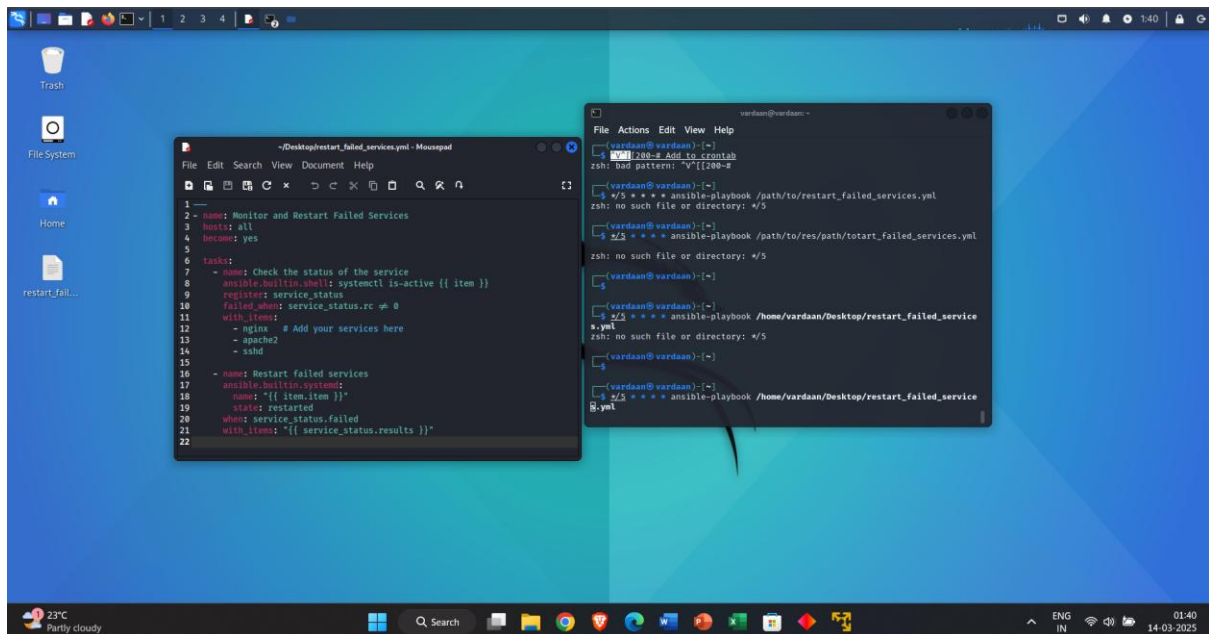 1 2 3 4
1:40
Trash
File System
Home
restart_fail...
~/Desktop/restart_failed_services.yml - Mousepad
File Edit Search View Document Help
1 ---
2 - name: Monitor and Restart Failed Services
3 hosts: all
4 become: yes
5
6 tasks:
7 - name: Check the status of the service
8 ansible.builtin.shell: systemctl is-active {{ item }}
9 register: service_status
10 failed_when: service_status.rc ≠ 0
11 with_items:
12 - nginx # Add your services here
13 - apache2
14 - sshd
15
16 - name: Restart failed services
17 ansible.builtin.systemd:
18 name: "{{ item.item }}"
19 state: restarted
20 when: service_status.failed
21 with_items: "{{ service_status.results }}"
22
vardaan@vardaan: ~
File Actions Edit View Help
(vardaan㉿vardaan)-[~]
$ ^V^[[200~# Add to crontab
zsh: bad pattern: ^V^[[200~#
(vardaan㉿vardaan)-[~]
$ */5 * * * * ansible-playbook /path/to/restart_failed_services.yml
zsh: no such file or directory: */5
(vardaan㉿vardaan)-[~]
$ */5 * * * * ansible-playbook /path/to/res/path/totart_failed_services.yml
zsh: no such file or directory: */5
(vardaan㉿vardaan)-[~]
$
(vardaan㉿vardaan)-[~]
$ */5 * * * * ansible-playbook /home/vardaan/Desktop/restart_failed_service
s.yml
zsh: no such file or directory: */5
(vardaan㉿vardaan)-[~]
$
(vardaan㉿vardaan)-[~]
$ */5 * * * * ansible-playbook /home/vardaan/Desktop/restart_failed_service
s.yml
1
23°C
Partly cloudy
Search
ENG
IN
01:40
14-03-2025